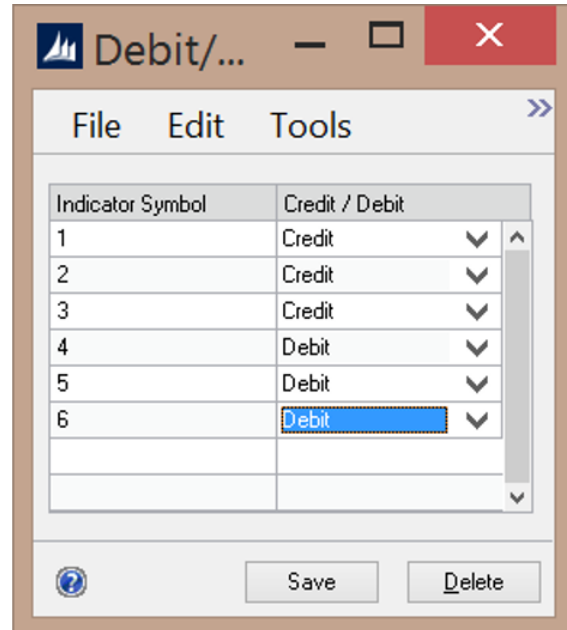 Debit/...
File Edit Tools
Indicator Symbol Credit / Debit
1 Credit
2 Credit
3 Credit
4 Debit
5 Debit
6 Debit
Save Delete